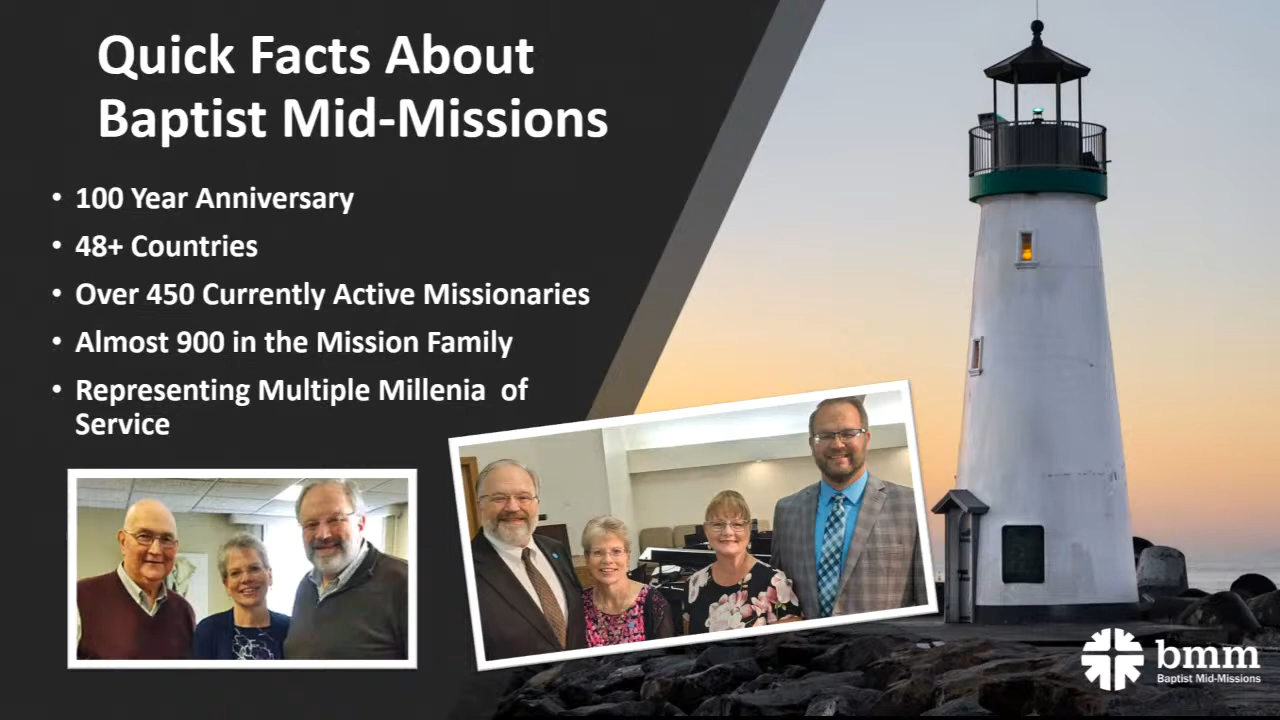 Quick Facts About
Baptist Mid-Missions
• 100 Year Anniversary
• 48+ Countries
• Over 450 Currently Active Missionaries
• Almost 900 in the Mission Family
• Representing Multiple Millenia of
Service
bmm
Baptist Mid-Missions